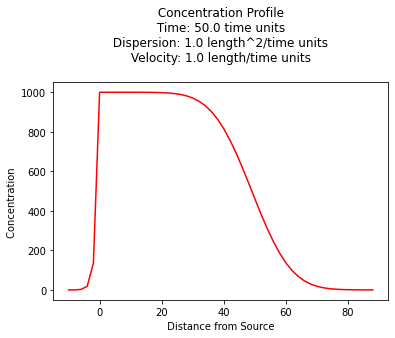 Concentration Profile
Time: 50.0 time units
Dispersion: 1.0 length^2/time units
Velocity: 1.0 length/time units
1000
800
600
400
200
0
Concentration
0 20 40 60 80
Distance from Source